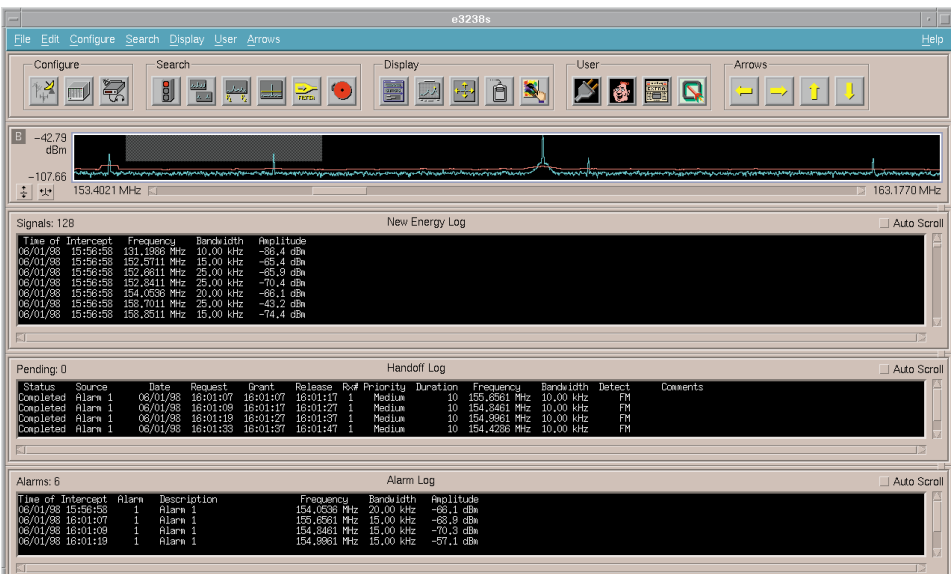 e3238s
File Edit Configure Search Display User Arrows Help
Configure Search Display User Arrows
B -42.79
dBm
-107.66
153.4021 MHz 163.1770 MHz
Signals: 128 New Energy Log Auto Scroll
Time of Intercept Frequency Bandwidth Amplitude
06/01/98 15:56:58 131.1986 MHz 10.00 kHz -86.4 dBm
06/01/98 15:56:58 152.5711 MHz 15.00 kHz -65.4 dBm
06/01/98 15:56:58 152.6611 MHz 25.00 kHz -65.9 dBm
06/01/98 15:56:58 152.8411 MHz 25.00 kHz -70.4 dBm
06/01/98 15:56:58 154.0536 MHz 20.00 kHz -66.1 dBm
06/01/98 15:56:58 158.7011 MHz 25.00 kHz -43.2 dBm
06/01/98 15:56:58 158.8511 MHz 15.00 kHz -74.4 dBm
Pending: 0 Handoff Log Auto Scroll
Status Source Date Request Grant Release Rx# Priority Duration Frequency Bandwidth Detect Comments
Completed Alarm 1 06/01/98 16:01:07 16:01:07 16:01:17 1 Medium 10 155.6561 MHz 10.00 kHz FM
Completed Alarm 1 06/01/98 16:01:09 16:01:17 16:01:27 1 Medium 10 154.8461 MHz 10.00 kHz FM
Completed Alarm 1 06/01/98 16:01:19 16:01:27 16:01:37 1 Medium 10 154.9961 MHz 10.00 kHz FM
Completed Alarm 1 06/01/98 16:01:33 16:01:37 16:01:47 1 Medium 10 154.4286 MHz 10.00 kHz FM
Alarms: 6 Alarm Log Auto Scroll
Time of Intercept Alarm Description Frequency Bandwidth Amplitude
06/01/98 15:56:58 1 Alarm 1 154.0536 MHz 20.00 kHz -66.1 dBm
06/01/98 16:01:07 1 Alarm 1 155.6561 MHz 15.00 kHz -68.9 dBm
06/01/98 16:01:09 1 Alarm 1 154.8461 MHz 15.00 kHz -70.3 dBm
06/01/98 16:01:19 1 Alarm 1 154.9961 MHz 15.00 kHz -57.1 dBm